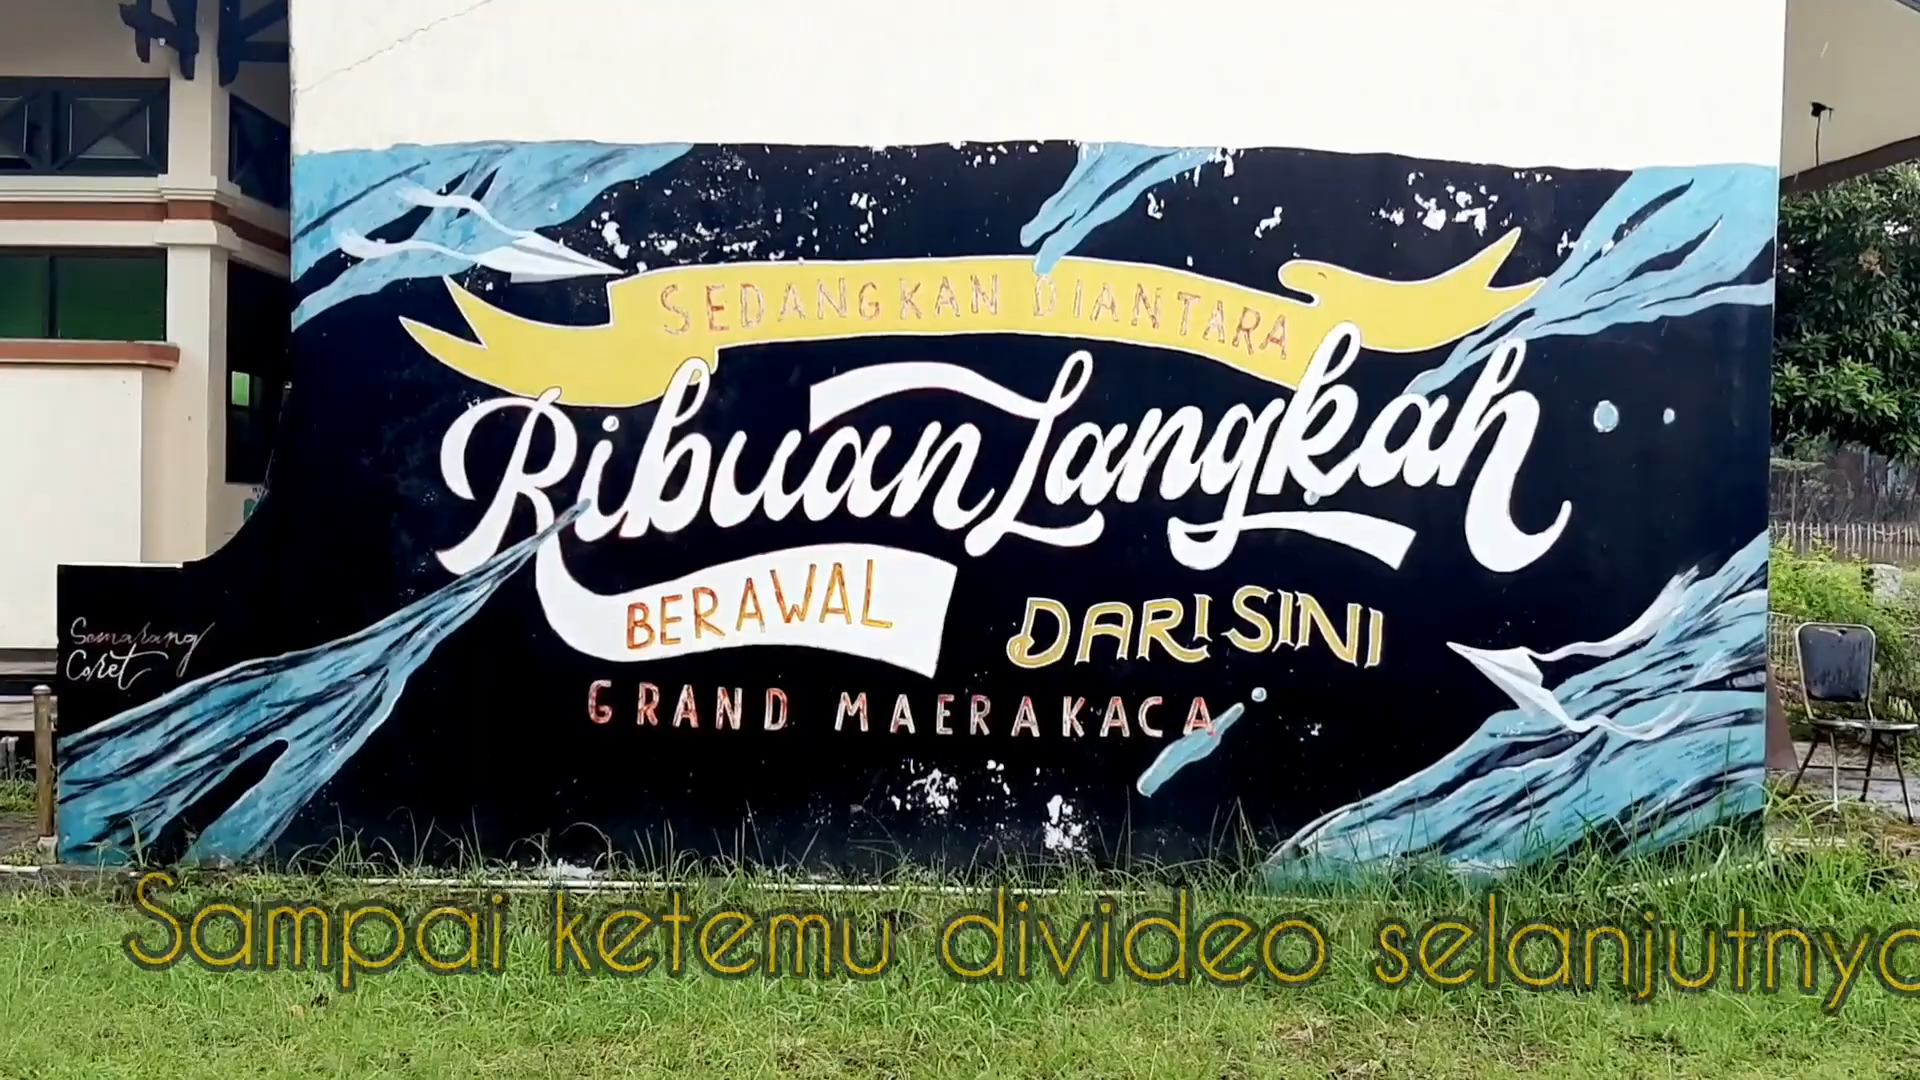 SEDANGKAN DIANTARA
Ribuan Langkah
BERAWAL
DARI SINI
GRAND MAERAKACA
Semarang
Coret
Sampai ketemu divideo selanjutnya